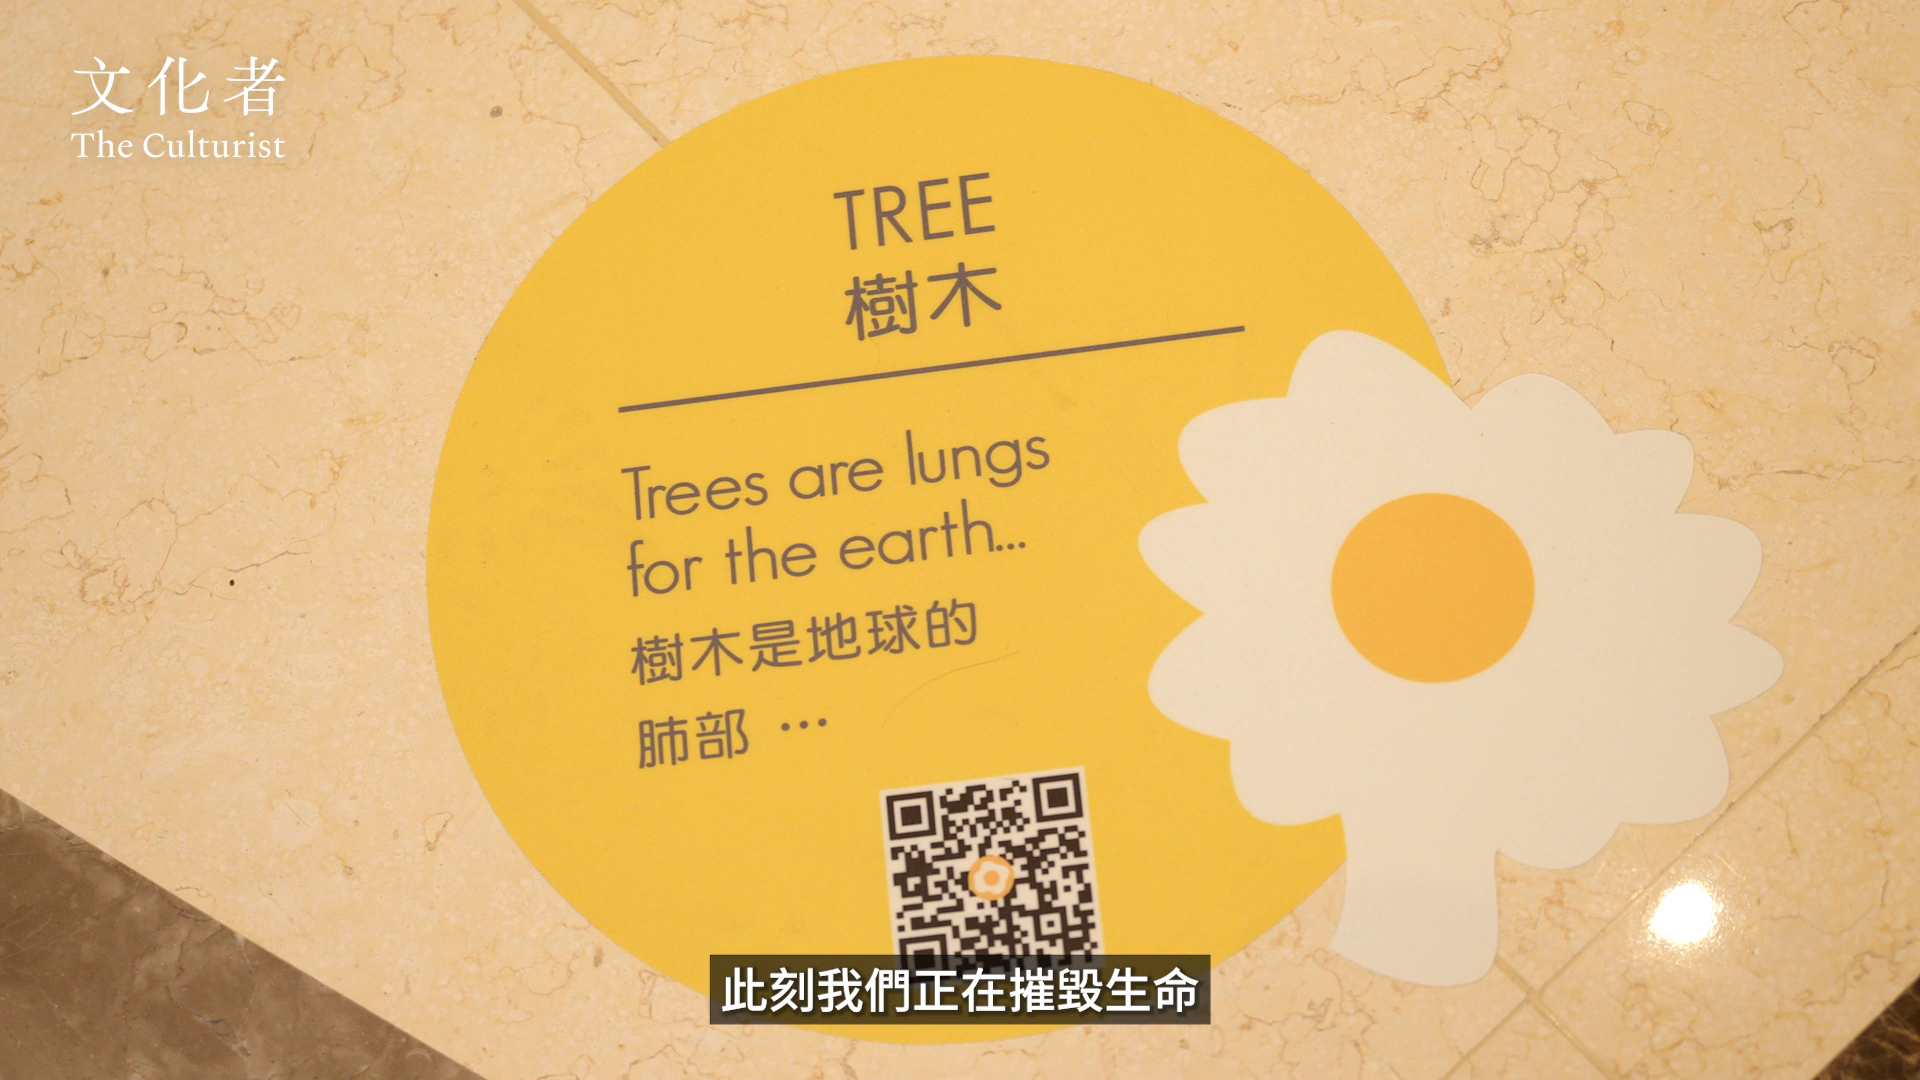 文化者
The Culturist
TREE
樹木
Trees are lungs
for the earth...
樹木是地球的
肺部 …
此刻我們正在摧毀生命